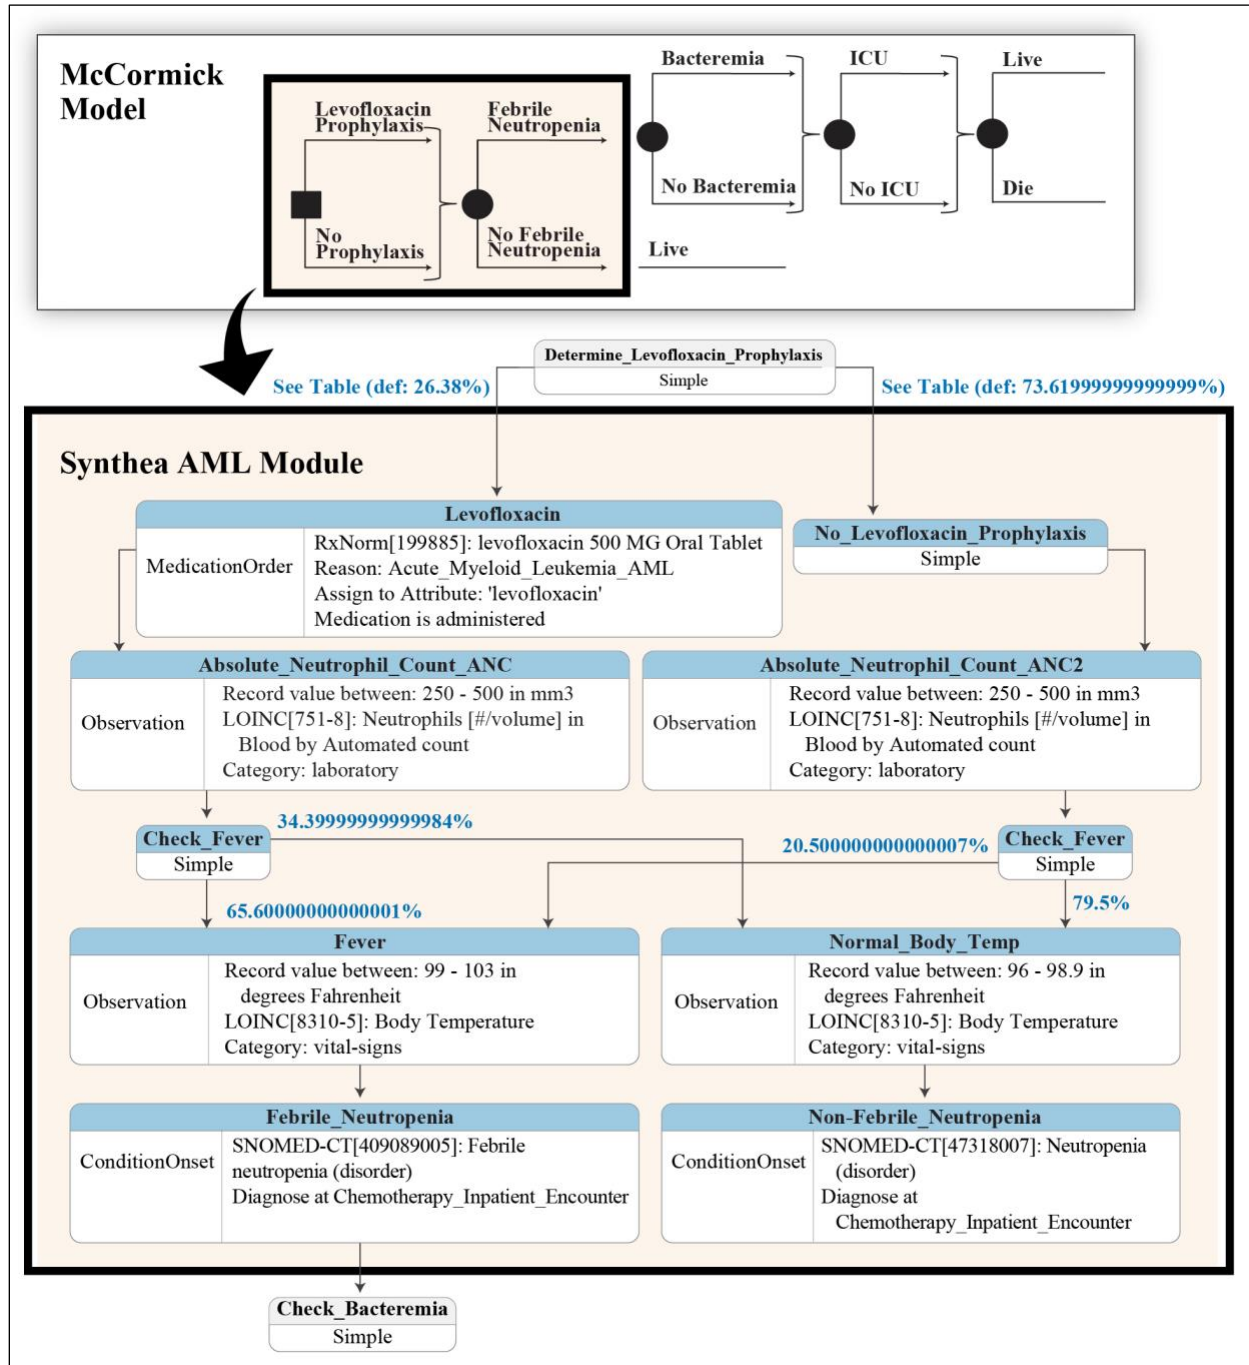 McCormick
Model
Levofloxacin
Prophylaxis
No
Prophylaxis
Febrile
Neutropenia
No Febrile
Neutropenia
Bacteremia
No Bacteremia
ICU
No ICU
Live
Die
Live
Determine_Levofloxacin_Prophylaxis
Simple
See Table (def: 26.38%)
See Table (def: 73.61999999999999%)
Synthea AML Module
Levofloxacin
MedicationOrder
RxNorm[199885]: levofloxacin 500 MG Oral Tablet
Reason: Acute_Myeloid_Leukemia_AML
Assign to Attribute: 'levofloxacin'
Medication is administered
No_Levofloxacin_Prophylaxis
Simple
Absolute_Neutrophil_Count_ANC
Observation
Record value between: 250 - 500 in mm3
LOINC[751-8]: Neutrophils [#/volume] in
Blood by Automated count
Category: laboratory
Absolute_Neutrophil_Count_ANC2
Observation
Record value between: 250 - 500 in mm3
LOINC[751-8]: Neutrophils [#/volume] in
Blood by Automated count
Category: laboratory
Check_Fever
Simple
34.399999999999984%
65.60000000000001%
20.500000000000007%
Check_Fever
Simple
79.5%
Fever
Observation
Record value between: 99 - 103 in
degrees Fahrenheit
LOINC[8310-5]: Body Temperature
Category: vital-signs
Normal_Body_Temp
Observation
Record value between: 96 - 98.9 in
degrees Fahrenheit
LOINC[8310-5]: Body Temperature
Category: vital-signs
Febrile_Neutropenia
ConditionOnset
SNOMED-CT[409089005]: Febrile
neutropenia (disorder)
Diagnose at Chemotherapy_Inpatient_Encounter
Non-Febrile_Neutropenia
ConditionOnset
SNOMED-CT[47318007]: Neutropenia
(disorder)
Diagnose at
Chemotherapy_Inpatient_Encounter
Check_Bacteremia
Simple